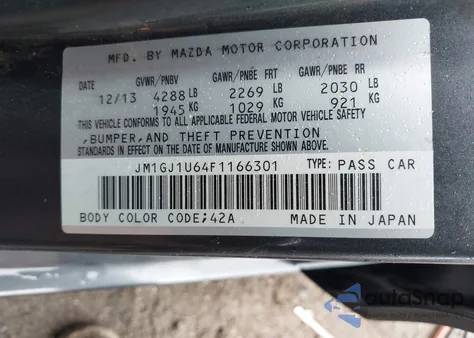 MFD. BY MAZDA MOTOR CORPORATION
DATE GVWR/PNBV GAWR/PNBE FRT GAWR/PNBE RR
12/13 4288 LB 2269 LB 2030 LB
1945 KG 1029 KG 921 KG
THIS VEHICLE CONFORMS TO ALL APPLICABLE FEDERAL MOTOR VEHICLE SAFETY
,BUMPER,AND THEFT PREVENTION
STANDARDS IN EFFECT ON THE DATE OF MANUFACTURE SHOWN ABOVE.
JM1GJ1U64F1166301 TYPE: PASS CAR
BODY COLOR CODE;42A MADE IN JAPAN
autoSnap